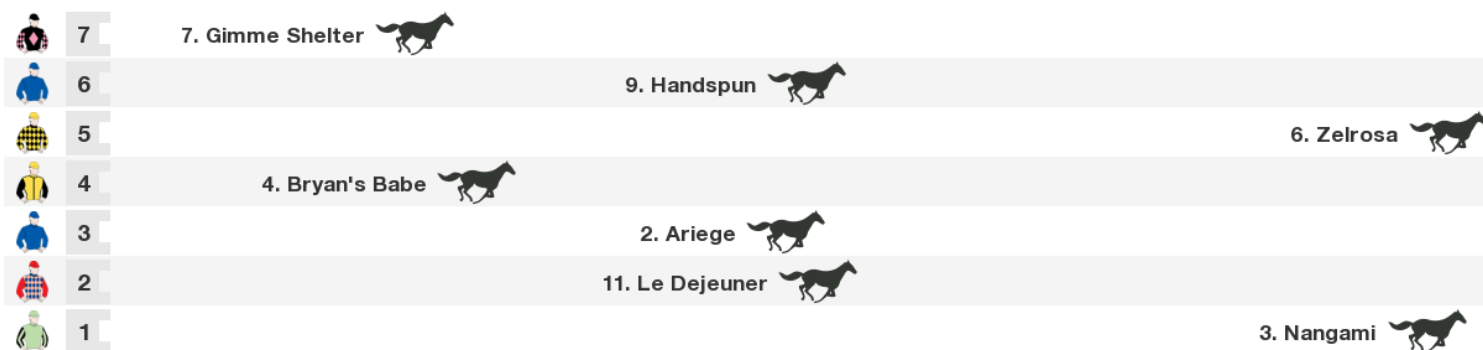 7 7. Gimme Shelter
6 9. Handspun
5 6. Zelrosa
4 4. Bryan's Babe
3 2. Ariege
2 11. Le Dejeuner
1 3. Nangami